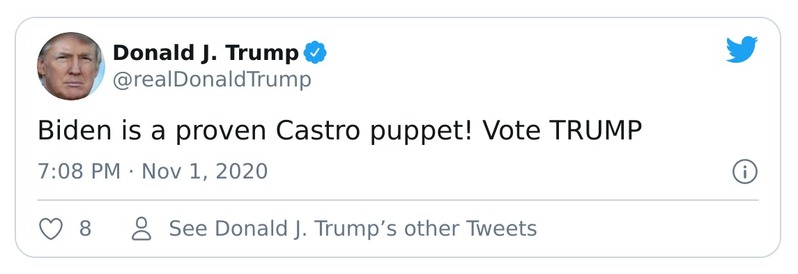 Donald J. Trump
@realDonaldTrump
Biden is a proven Castro puppet! Vote TRUMP
7:08 PM · Nov 1, 2020
8
See Donald J. Trump’s other Tweets